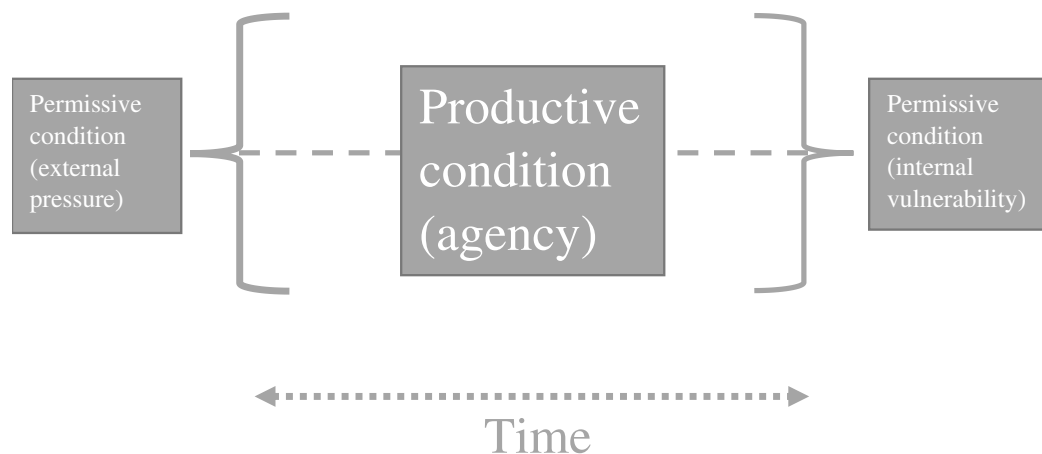 Permissive
condition
(external
pressure)
Productive
condition
(agency)
Permissive
condition
(internal
vulnerability)
Time